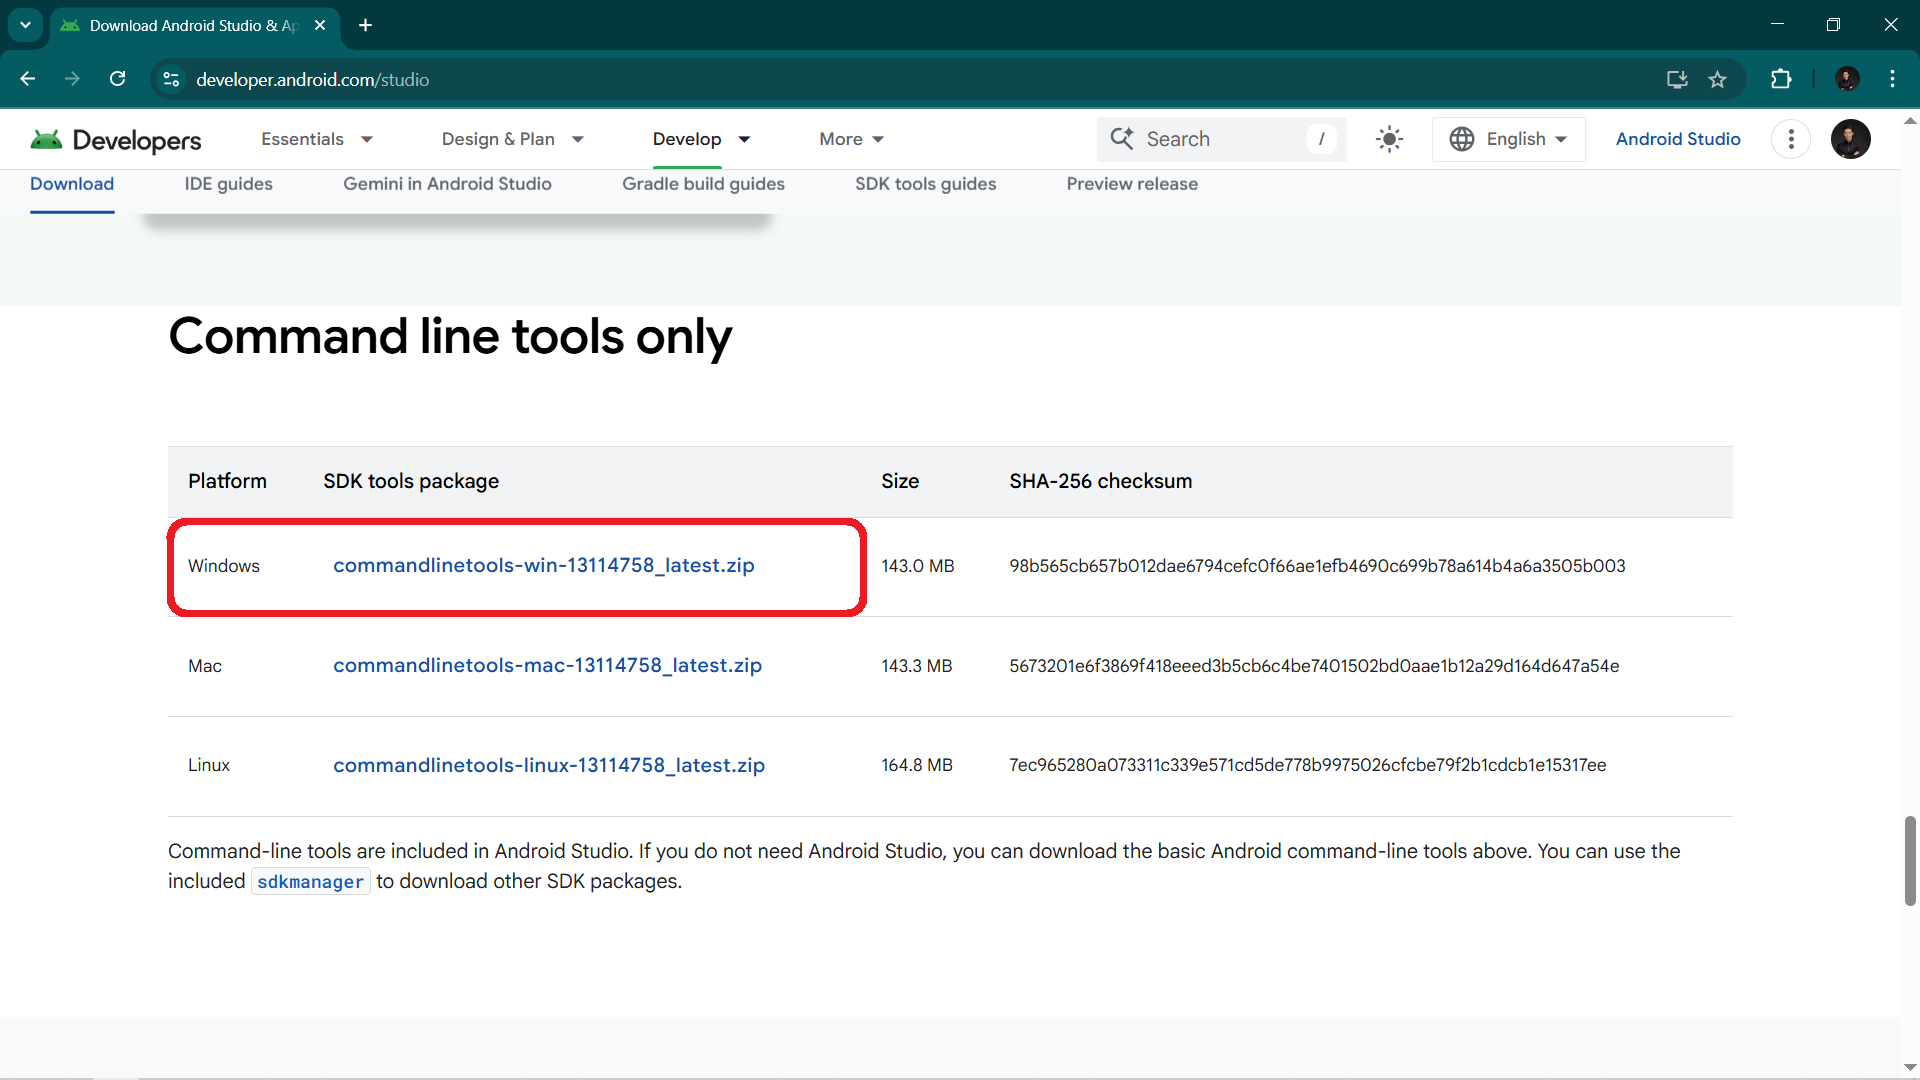 Download Android Studio & Ap
developer.android.com/studio
Developers
Essentials
Design & Plan
Develop
More
Search
/
English
Android Studio
Download
IDE guides
Gemini in Android Studio
Gradle build guides
SDK tools guides
Preview release
Command line tools only
Platform SDK tools package Size SHA-256 checksum
Windows commandlinetools-win-13114758_latest.zip 143.0 MB 98b565cb657b012dae6794cefc0f66ae1efb4690c699b78a614b4a6a3505b003
Mac commandlinetools-mac-13114758_latest.zip 143.3 MB 5673201e6f3869f418eeed3b5cb6c4be7401502bd0aae1b12a29d164d647a54e
Linux commandlinetools-linux-13114758_latest.zip 164.8 MB 7ec965280a073311c339e571cd5de778b9975026cfcbe79f2b1cdcb1e15317ee
Command-line tools are included in Android Studio. If you do not need Android Studio, you can download the basic Android command-line tools above. You can use the
included sdkmanager to download other SDK packages.